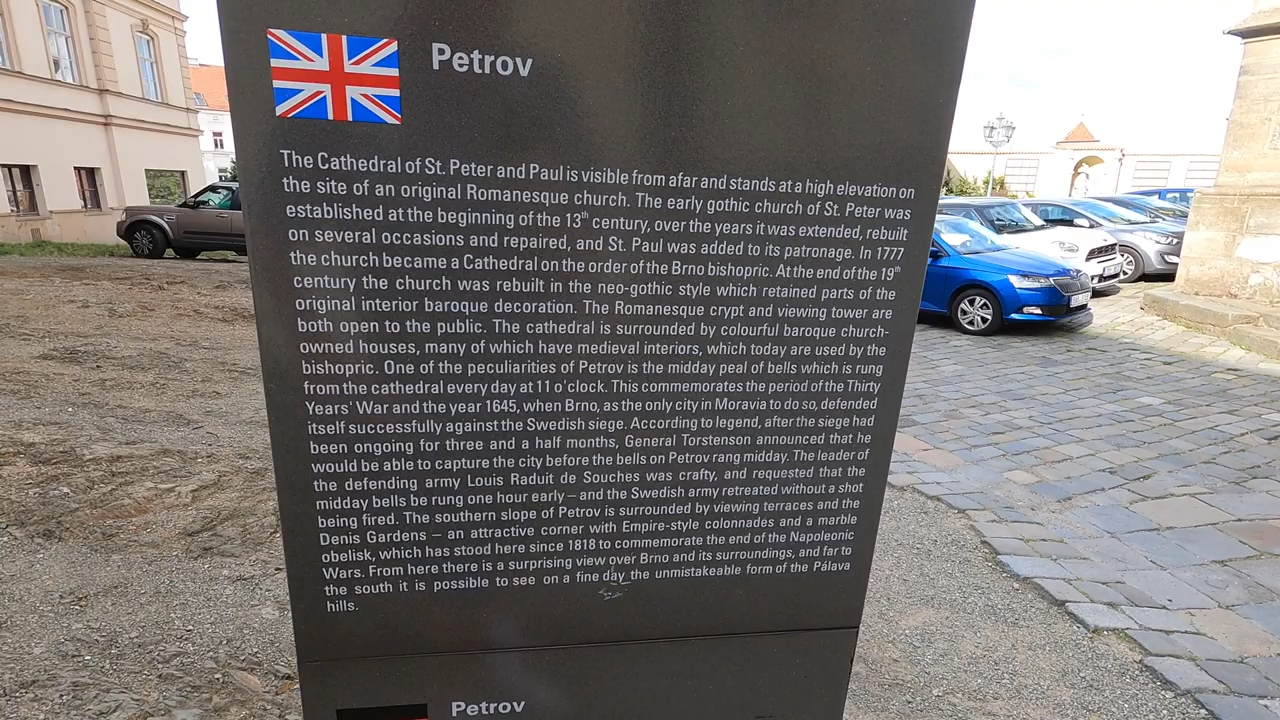 Petrov
The Cathedral of St. Peter and Paul is visible from afar and stands at a high elevation on
the site of an original Romanesque church. The early gothic church of St. Peter was
established at the beginning of the 13th century, over the years it was extended, rebuilt
on several occasions and repaired, and St. Paul was added to its patronage. In 1777
the church became a Cathedral on the order of the Brno bishopric. At the end of the 19th
century the church was rebuilt in the neo-gothic style which retained parts of the
original interior baroque decoration. The Romanesque crypt and viewing tower are
both open to the public. The cathedral is surrounded by colourful baroque church-
owned houses, many of which have medieval interiors, which today are used by the
bishopric. One of the peculiarities of Petrov is the midday peal of bells which is rung
from the cathedral every day at 11 o'clock. This commemorates the period of the Thirty
Years' War and the year 1645, when Brno, as the only city in Moravia to do so, defended
itself successfully against the Swedish siege. According to legend, after the siege had
been ongoing for three and a half months, General Torstenson announced that he
would be able to capture the city before the bells on Petrov rang midday. The leader of
the defending army Louis Raduit de Souches was crafty, and requested that the
midday bells be rung one hour early – and the Swedish army retreated without a shot
being fired. The southern slope of Petrov is surrounded by viewing terraces and the
Denis Gardens – an attractive corner with Empire-style colonnades and a marble
obelisk, which has stood here since 1818 to commemorate the end of the Napoleonic
Wars. From here there is a surprising view over Brno and its surroundings, and far to
the south it is possible to see on a fine day the unmistakeable form of the Pálava
hills.
Petrov